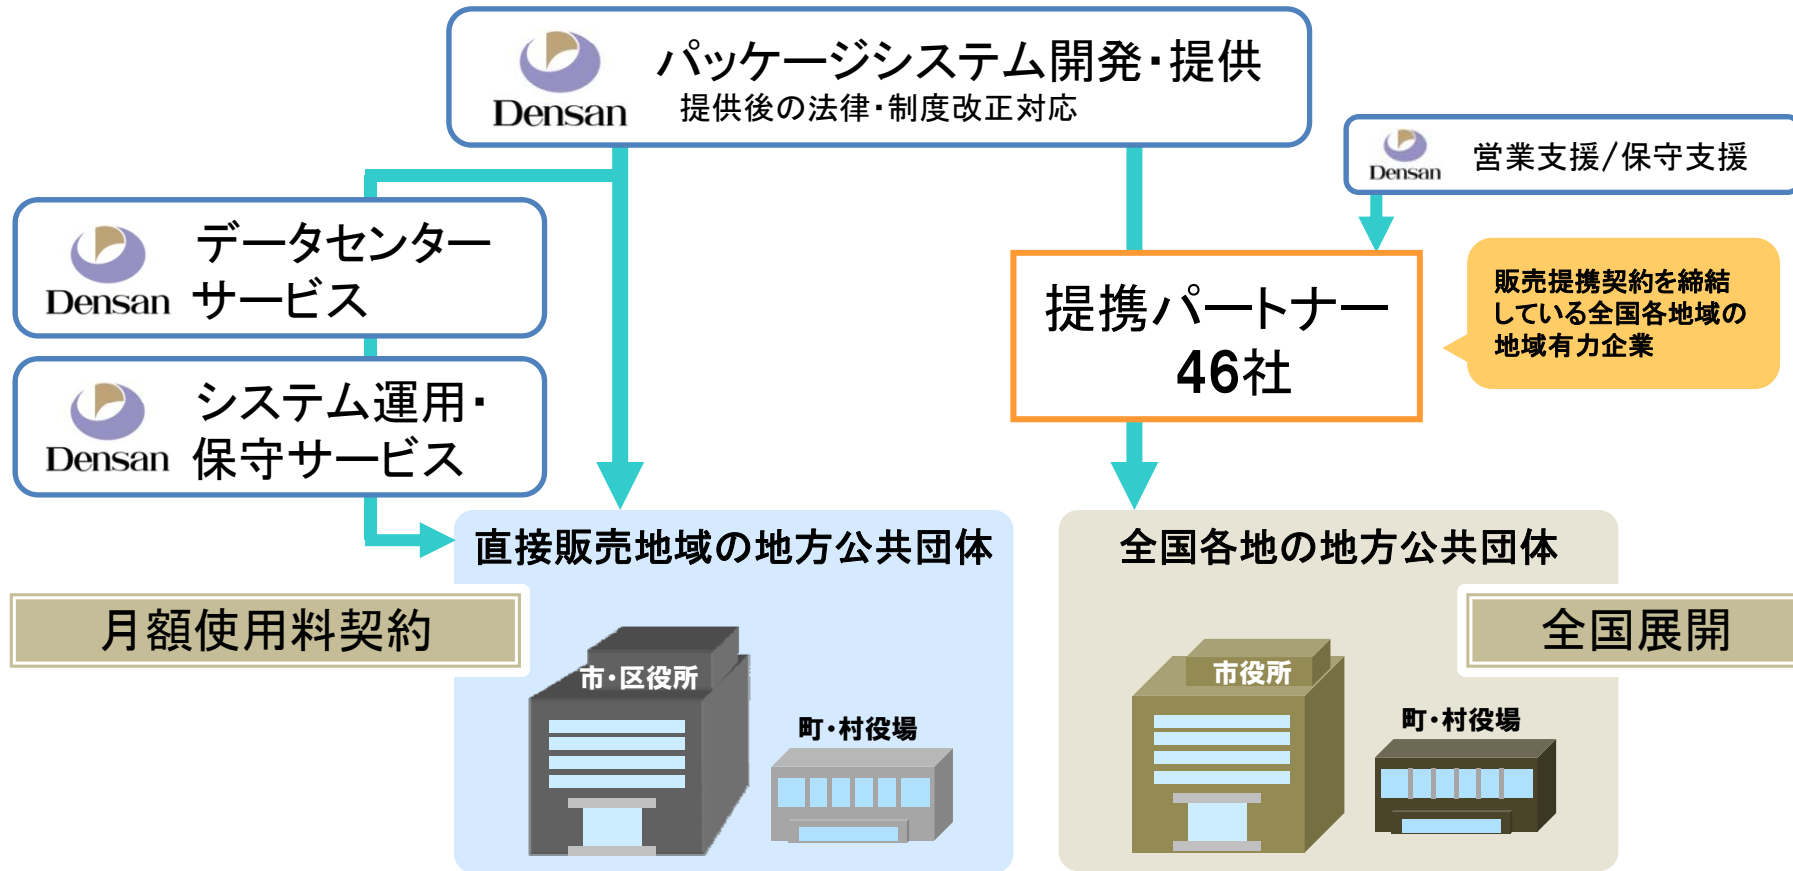 Densan
パッケージシステム開発・提供
提供後の法律・制度改正対応
Densan
営業支援/保守支援
Densan
データセンター
サービス
提携パートナー
46社
販売提携契約を締結
している全国各地域の
地域有力企業
Densan
システム運用・
保守サービス
直接販売地域の地方公共団体
全国各地の地方公共団体
月額使用料契約
全国展開
市・区役所
町・村役場
市役所
町・村役場